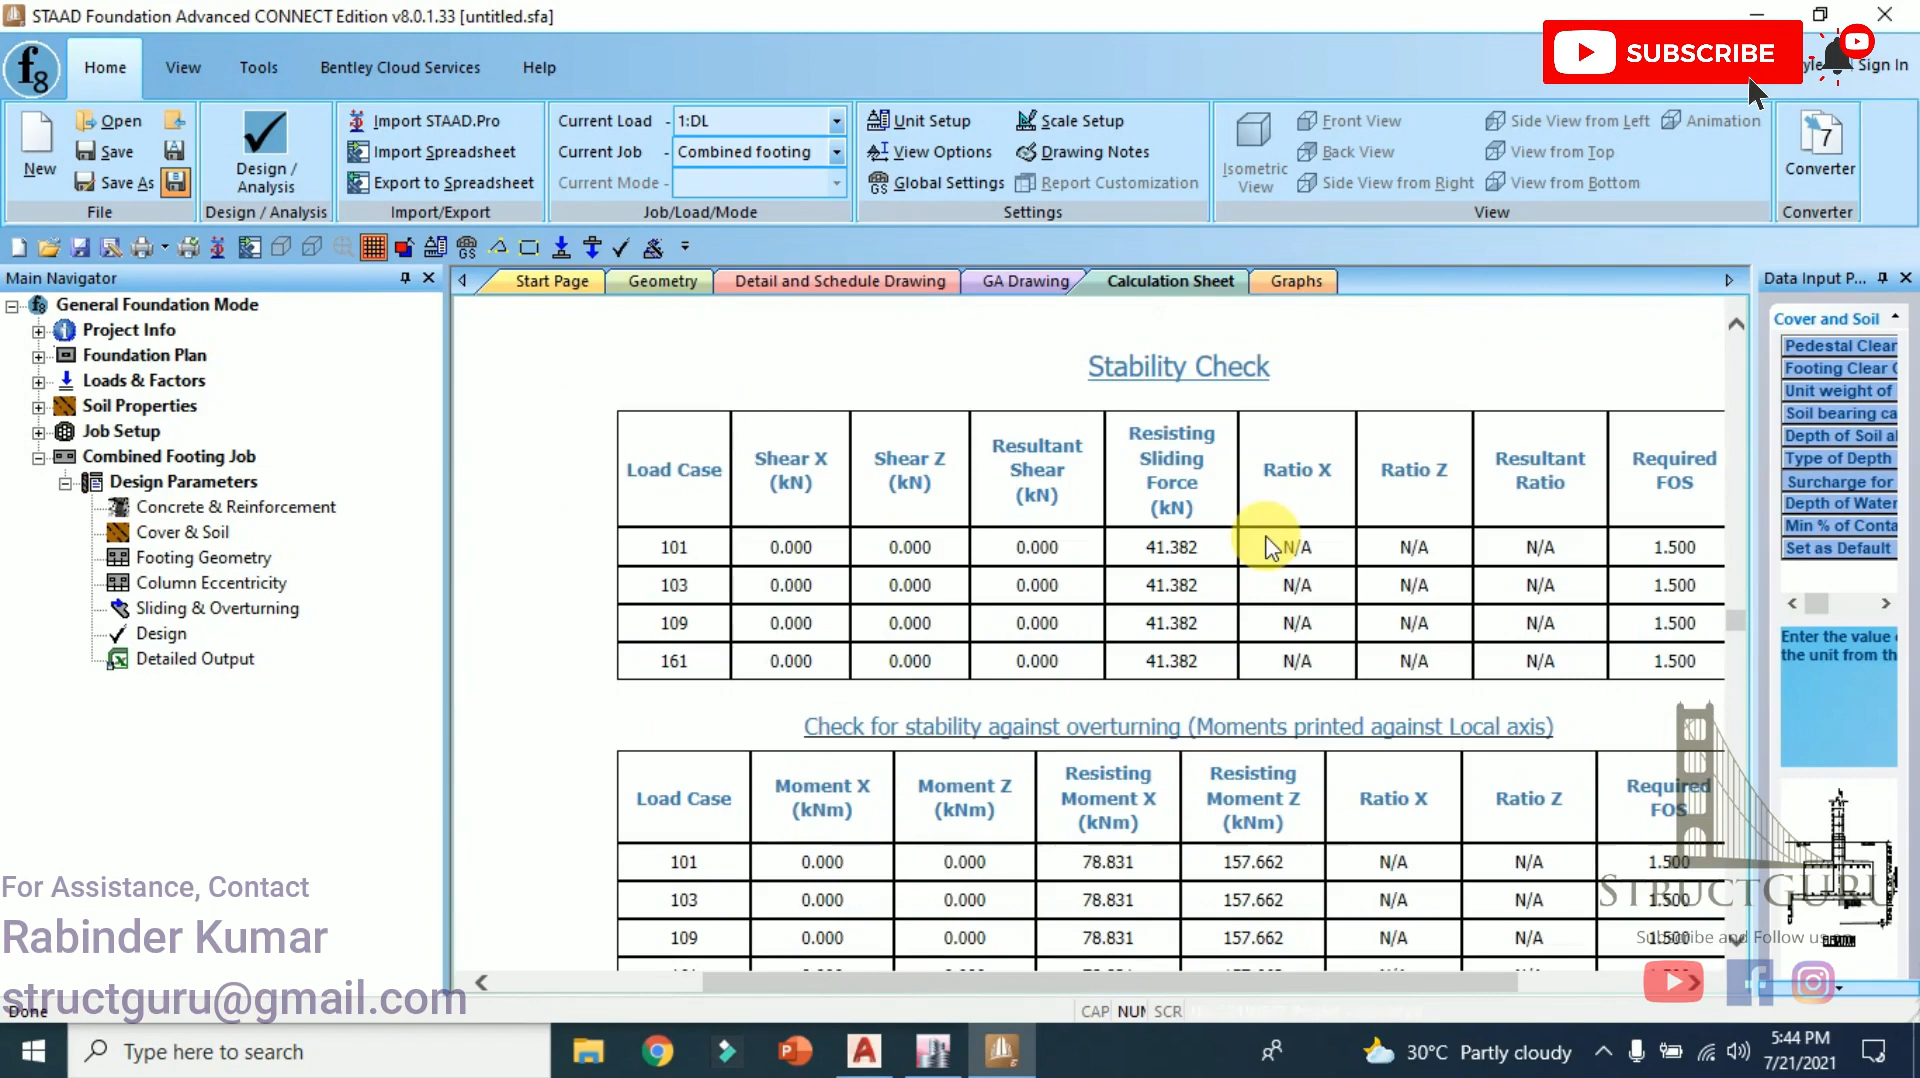 STAAD Foundation Advanced CONNECT Edition v8.0.1.33 [untitled.sfa]
SUBSCRIBE
Home View Tools Bentley Cloud Services Help
Sign In
New Open Save Save As
Design / Analysis
Import STAAD.Pro
Import Spreadsheet
Export to Spreadsheet
Current Load - 1:DL
Current Job - Combined footing
Current Mode -
Unit Setup Scale Setup
View Options Drawing Notes
Global Settings Report Customization
Isometric View
Front View Side View from Left Animation
Back View View from Top
Side View from Right View from Bottom
7
Converter
File Design / Analysis Import/Export Job/Load/Mode Settings View Converter
Main Navigator
Start Page Geometry Detail and Schedule Drawing GA Drawing Calculation Sheet Graphs
Data Input P...
General Foundation Mode
Project Info
Foundation Plan
Loads & Factors
Soil Properties
Job Setup
Combined Footing Job
Design Parameters
Concrete & Reinforcement
Cover & Soil
Footing Geometry
Column Eccentricity
Sliding & Overturning
Design
Detailed Output
Stability Check
Load Case Shear X (kN) Shear Z (kN) Resultant Shear (kN) Resisting Sliding Force (kN) Ratio X Ratio Z Resultant Ratio Required FOS
101 0.000 0.000 0.000 41.382 N/A N/A N/A 1.500
103 0.000 0.000 0.000 41.382 N/A N/A N/A 1.500
109 0.000 0.000 0.000 41.382 N/A N/A N/A 1.500
161 0.000 0.000 0.000 41.382 N/A N/A N/A 1.500
Check for stability against overturning (Moments printed against Local axis)
Load Case Moment X (kNm) Moment Z (kNm) Resisting Moment X (kNm) Resisting Moment Z (kNm) Ratio X Ratio Z Required FOS
101 0.000 0.000 78.831 157.662 N/A N/A 1.500
103 0.000 0.000 78.831 157.662 N/A N/A 1.500
109 0.000 0.000 78.831 157.662 N/A N/A 1.500
Cover and Soil
Pedestal Clear
Footing Clear
Unit weight of
Soil bearing ca
Depth of Soil a
Type of Depth
Surcharge for
Depth of Water
Min % of Conta
Set as Default
Enter the value
the unit from th
STRUCTGURU
Subscribe and Follow us on
For Assistance, Contact
Rabinder Kumar
structguru@gmail.com
Done
CAP NUM SCR
Type here to search
30°C Partly cloudy
5:44 PM
7/21/2021